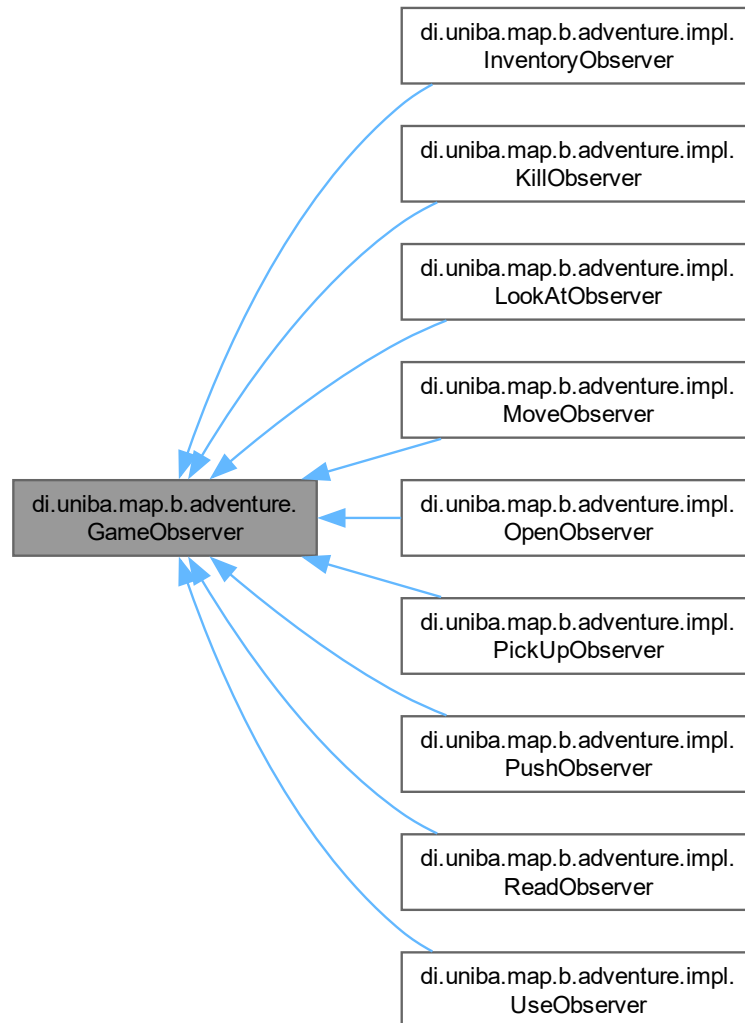 di.uniba.map.b.adventure.impl.
InventoryObserver
di.uniba.map.b.adventure.impl.
KillObserver
di.uniba.map.b.adventure.impl.
LookAtObserver
di.uniba.map.b.adventure.impl.
MoveObserver
di.uniba.map.b.adventure.
GameObserver
di.uniba.map.b.adventure.impl.
OpenObserver
di.uniba.map.b.adventure.impl.
PickUpObserver
di.uniba.map.b.adventure.impl.
PushObserver
di.uniba.map.b.adventure.impl.
ReadObserver
di.uniba.map.b.adventure.impl.
UseObserver